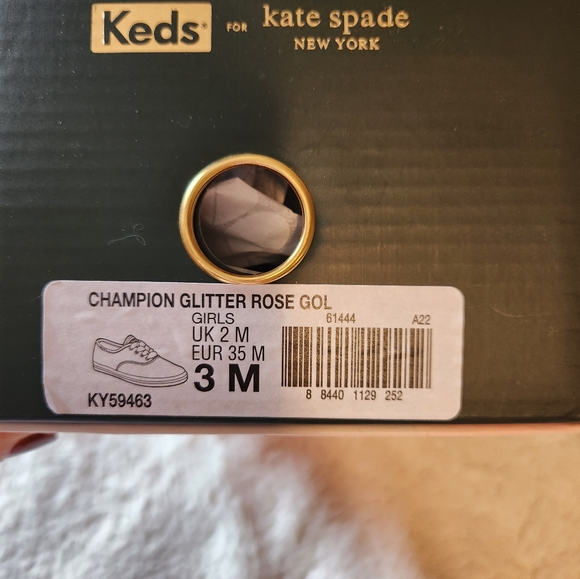 Keds® FOR kate spade
NEW YORK
CHAMPION GLITTER ROSE GOL
GIRLS 61444 A22
UK 2 M
EUR 35 M
3 M
KY59463 8 8440 1129 252